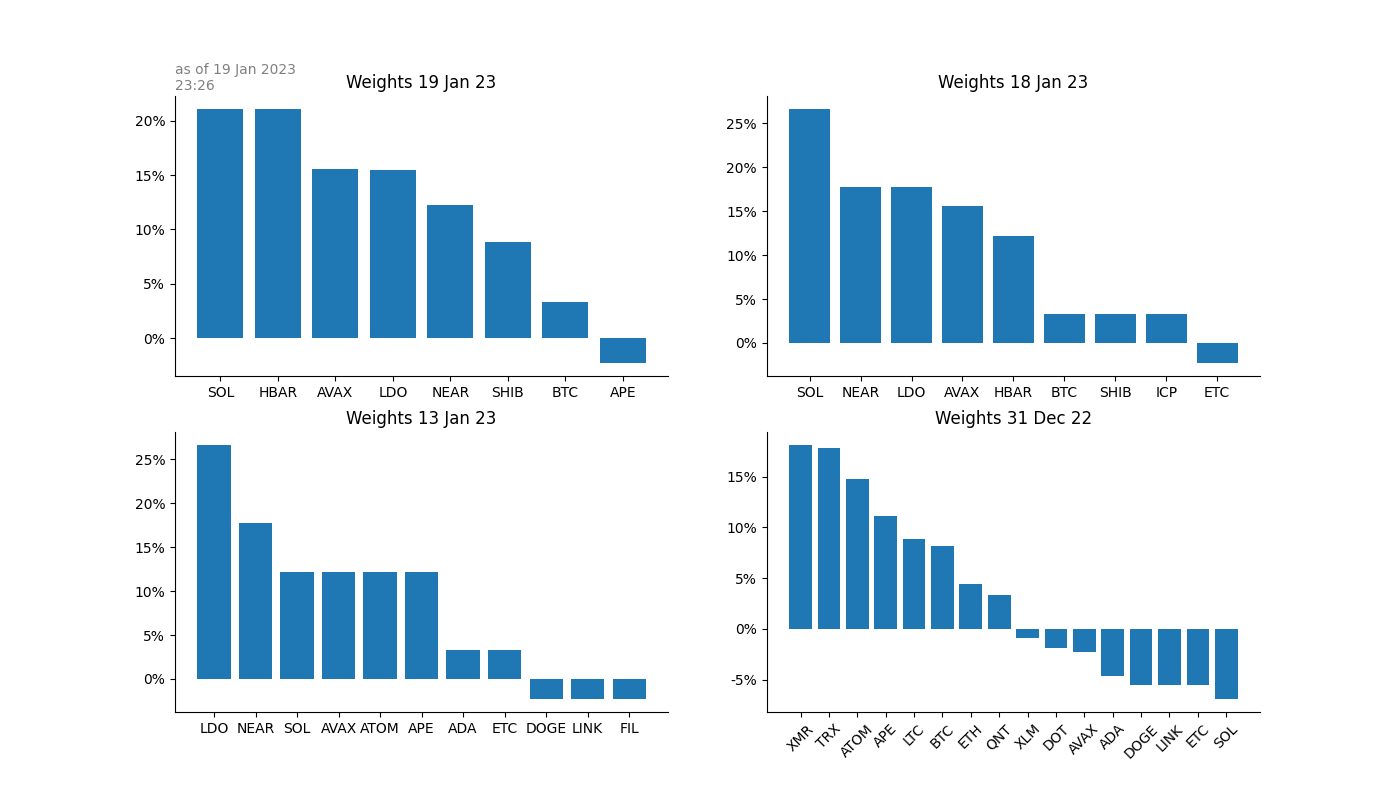 as of 19 Jan 2023
23:26
Weights 19 Jan 23
20%
15%
10%
5%
0%
SOL HBAR AVAX LDO NEAR SHIB BTC APE
Weights 18 Jan 23
25%
20%
15%
10%
5%
0%
SOL NEAR LDO AVAX HBAR BTC SHIB ICP ETC
Weights 13 Jan 23
25%
20%
15%
10%
5%
0%
LDO NEAR SOL AVAX ATOM APE ADA ETC DOGE LINK FIL
Weights 31 Dec 22
15%
10%
5%
0%
-5%
XMR TRX ATOM APE LTC BTC ETH QNT XLM DOT AVAX ADA DOGE LINK ETC SOL